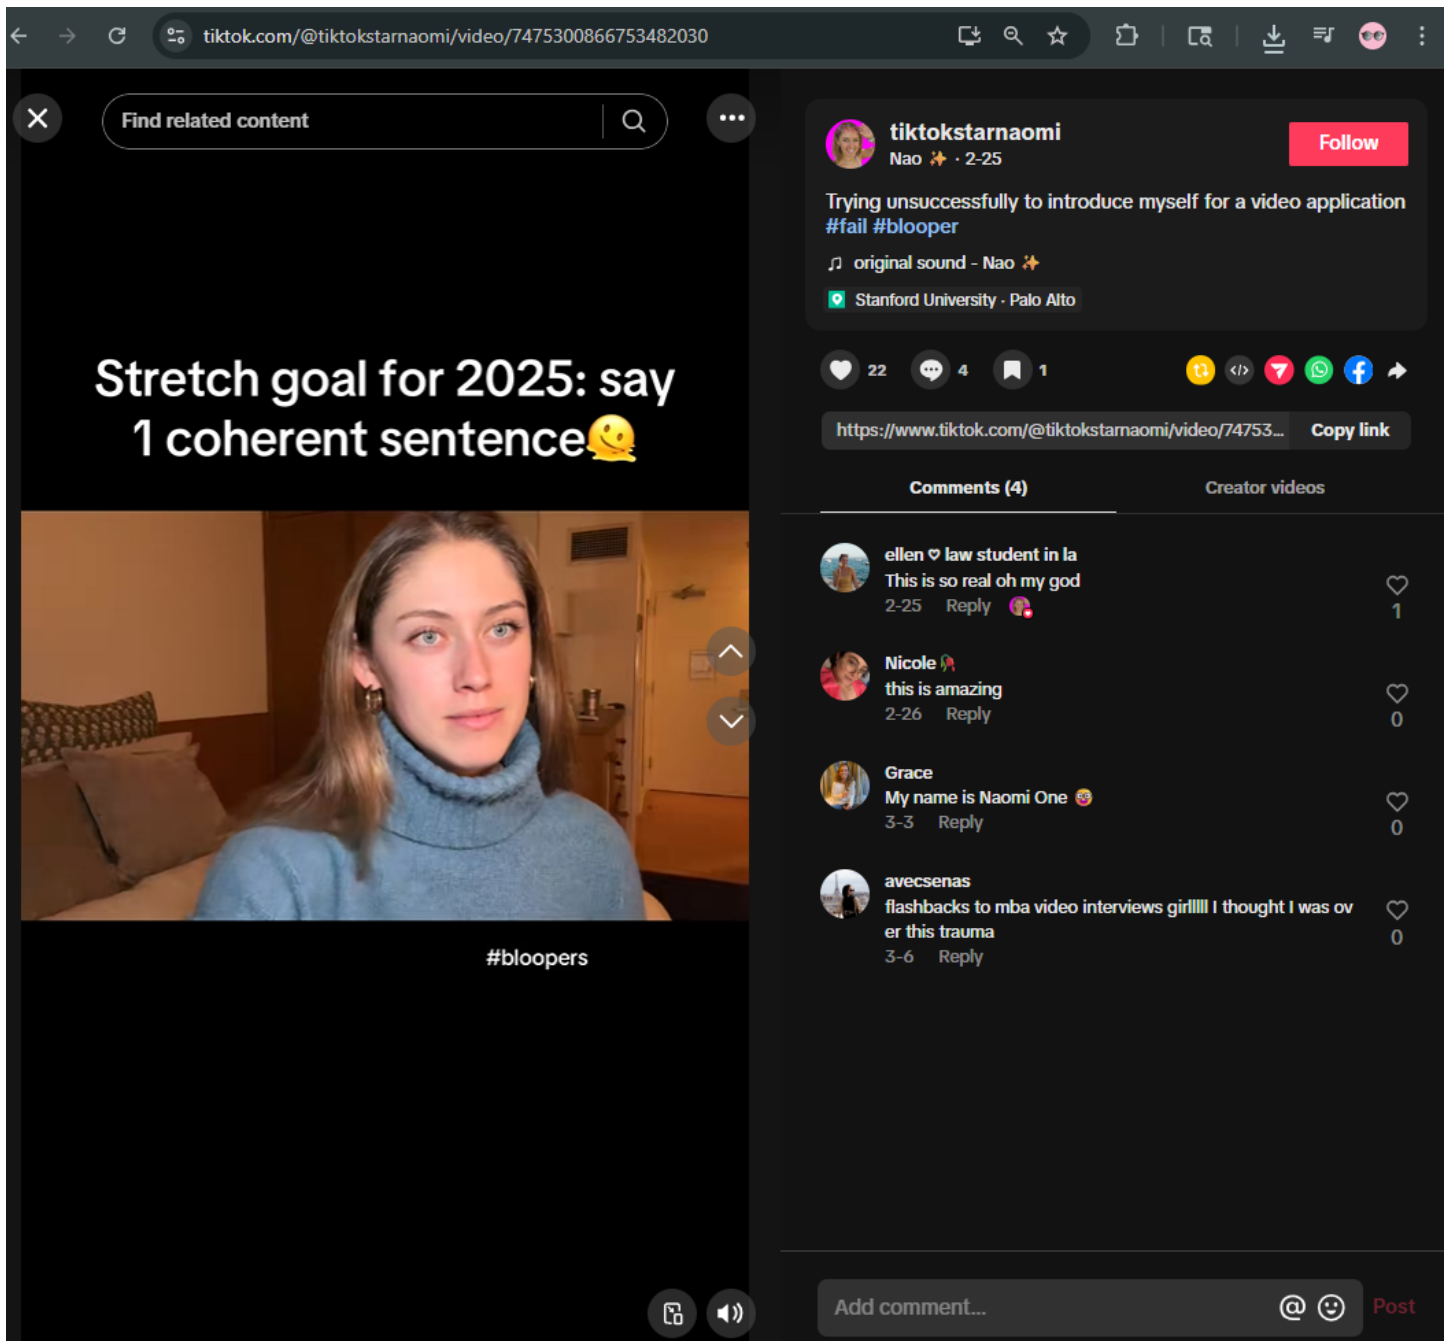 tiktok.com/@tiktokstarnaomi/video/7475300866753482030
Find related content
Stretch goal for 2025: say
1 coherent sentence🫠
#bloopers
tiktokstarnaomi
Nao ✨ · 2-25
Follow
Trying unsuccessfully to introduce myself for a video application
#fail #blooper
original sound - Nao ✨
Stanford University · Palo Alto
22
4
1
https://www.tiktok.com/@tiktokstarnaomi/video/74753...
Copy link
Comments (4)
Creator videos
ellen ♡ law student in la
This is so real oh my god
2-25 Reply
1
Nicole🥀
this is amazing
2-26 Reply
0
Grace
My name is Naomi One 🤪
3-3 Reply
0
avecsenas
flashbacks to mba video interviews girlllll I thought I was ov
er this trauma
3-6 Reply
0
Add comment...
Post